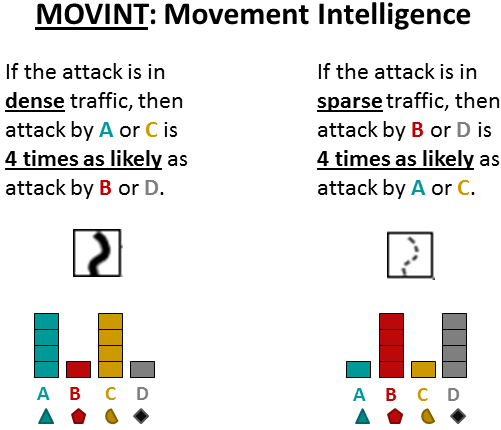 MOVINT: Movement Intelligence
If the attack is in
dense traffic, then
attack by A or C is
4 times as likely as
attack by B or D.
If the attack is in
sparse traffic, then
attack by B or D is
4 times as likely as
attack by A or C.
A B C D
A B C D